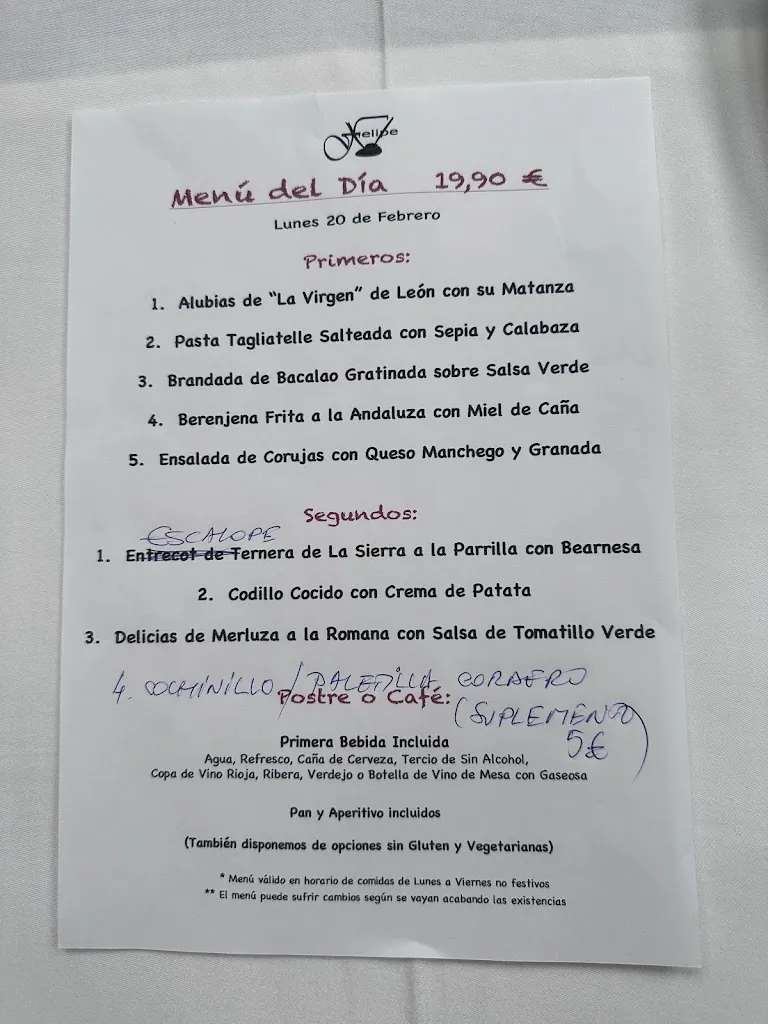 Felipe
Menú del Día 19,90 €
Lunes 20 de Febrero
Primeros:
1. Alubias de "La Virgen" de León con su Matanza
2. Pasta Tagliatelle Salteada con Sepia y Calabaza
3. Brandada de Bacalao Gratinada sobre Salsa Verde
4. Berenjena Frita a la Andaluza con Miel de Caña
5. Ensalada de Corujas con Queso Manchego y Granada
Segundos:
ESCALOPE
1. Entrecot de Ternera de La Sierra a la Parrilla con Bearnesa
2. Codillo Cocido con Crema de Patata
3. Delicias de Merluza a la Romana con Salsa de Tomatillo Verde
4. COCHINILLO / PALETILLA CORDERO
Postre o Café:
(SUPLEMENTO
5€)
Primera Bebida Incluida
Agua, Refresco, Caña de Cerveza, Tercio de Sin Alcohol,
Copa de Vino Rioja, Ribera, Verdejo o Botella de Vino de Mesa con Gaseosa
Pan y Aperitivo incluidos
(También disponemos de opciones sin Gluten y Vegetarianas)
* Menú válido en horario de comidas de Lunes a Viernes no festivos
** El menú puede sufrir cambios según se vayan acabando las existencias